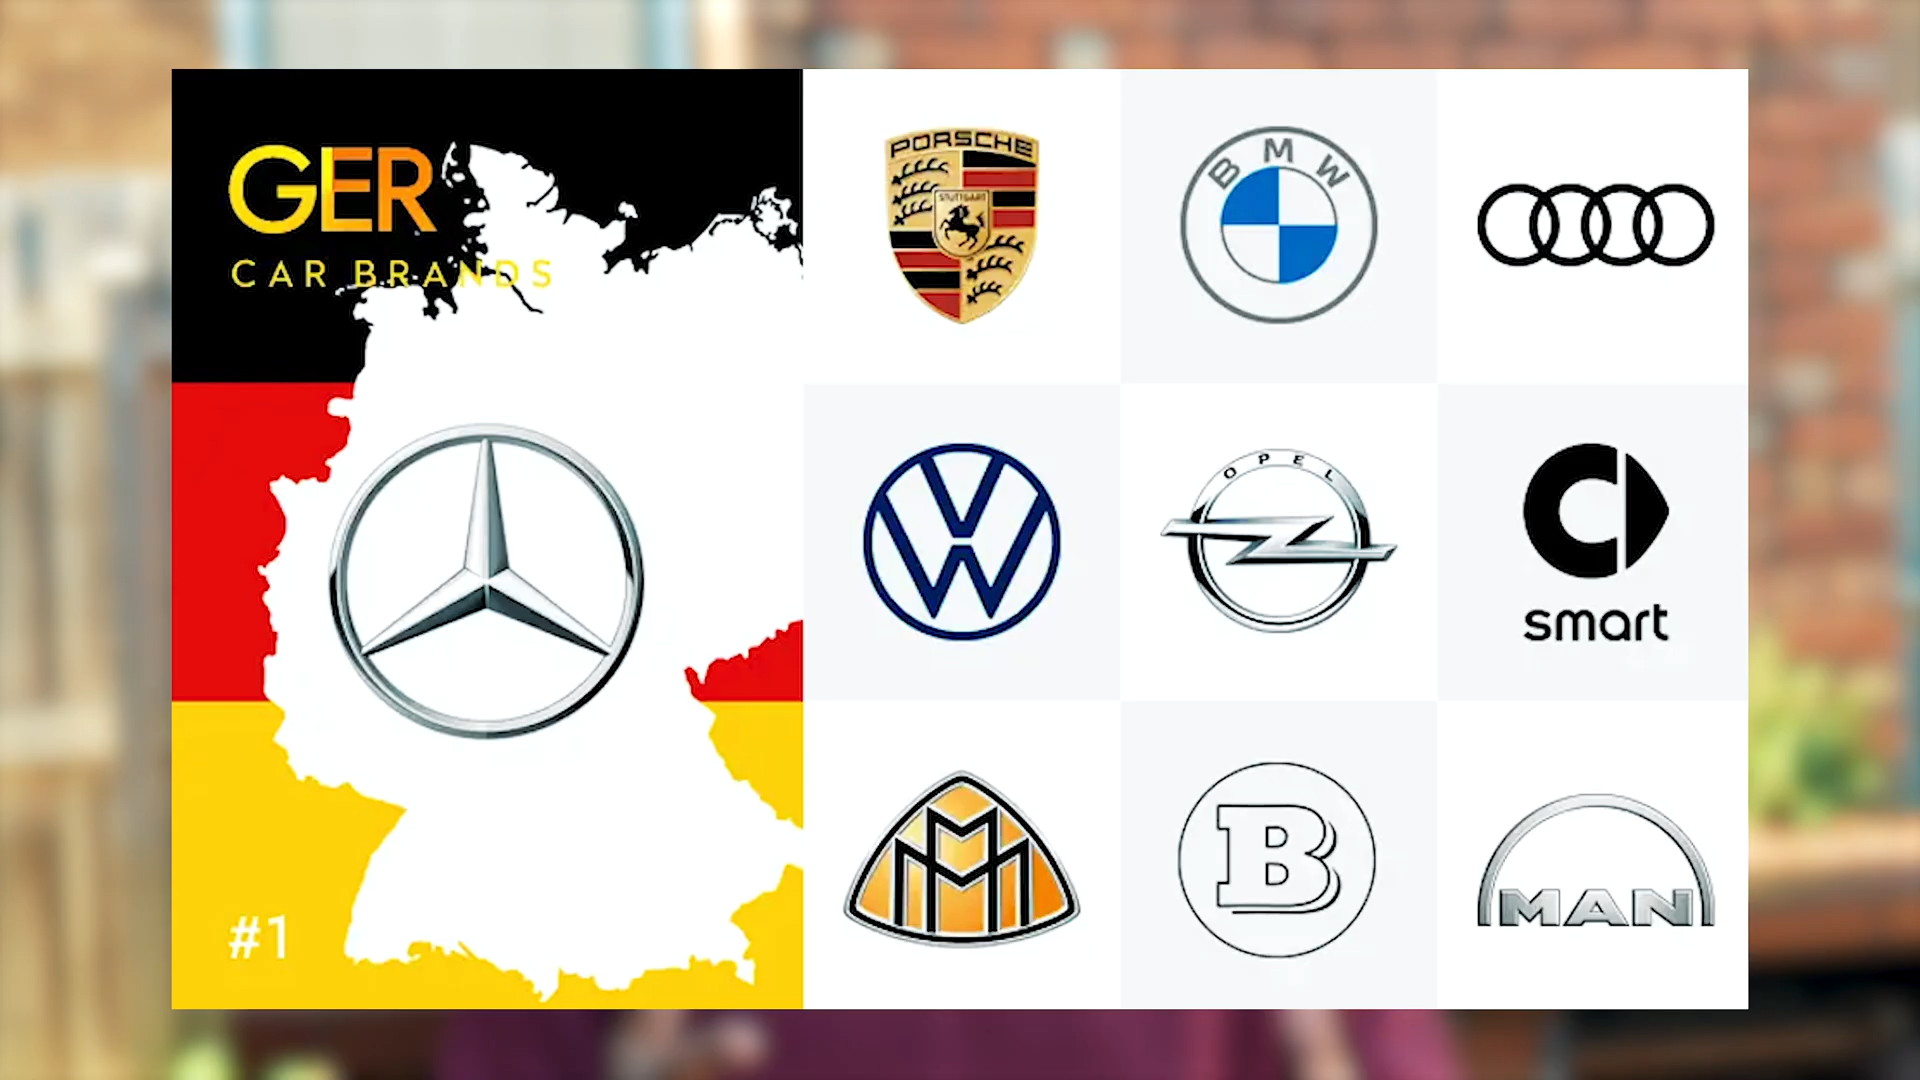 GER
CAR BRANDS
#1
PORSCHE
STUTTGART
BMW
OPEL
smart
B
MAN